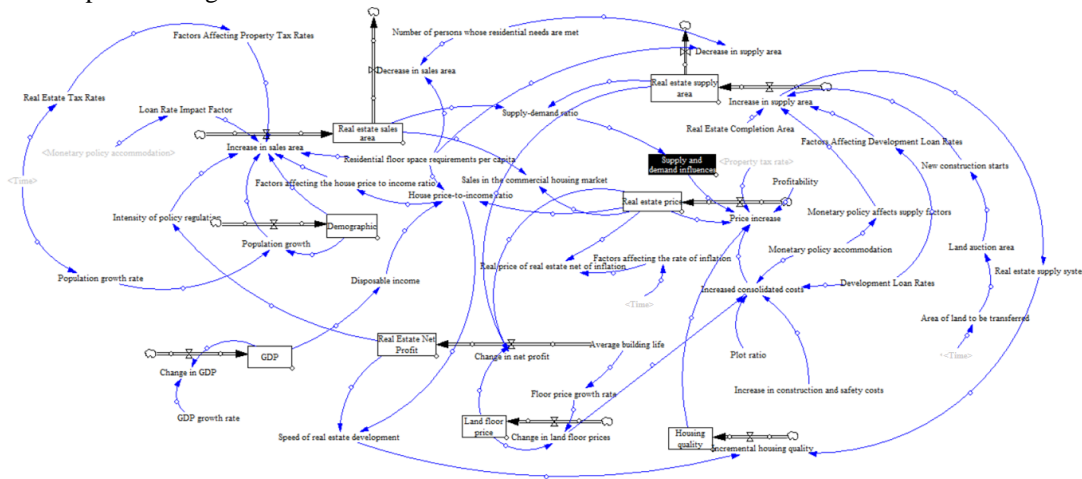 Factors Affecting Property Tax Rates
Number of persons whose residential needs are met
Decrease in supply area
Decrease in sales area
Real Estate Tax Rates
Real estate supply
area
Loan Rate Impact Factor
Supply-demand ratio
Increase in supply area
Real estate sales
area
Real Estate Completion Area
Factors Affecting Development Loan Rates
<Monetary policy accommodation>
Increase in sales area
Residential floor space requirements per capita
Supply and
demand influences
<Property tax rate>
New construction starts
<Time>
Factors affecting the house price to income ratio
Sales in the commercial housing market
Profitability
House price-to-income ratio
Real estate price
Intensity of policy regulation
Demographic
Price increase
Monetary policy affects supply factors
Population growth
Monetary policy accommodation
Land auction area
Real price of real estate net of inflation
Factors affecting the rate of inflation
Population growth rate
Disposable income
Increased consolidated costs
Development Loan Rates
Real estate supply syste
<Time>
Area of land to be transferred
Real Estate Net
Profit
Average building life
GDP
Change in net profit
Plot ratio
<Time>
Change in GDP
Floor price growth rate
Increase in construction and safety costs
GDP growth rate
Land floor
price
Speed of real estate development
Change in land floor prices
Housing
quality
Incremental housing quality